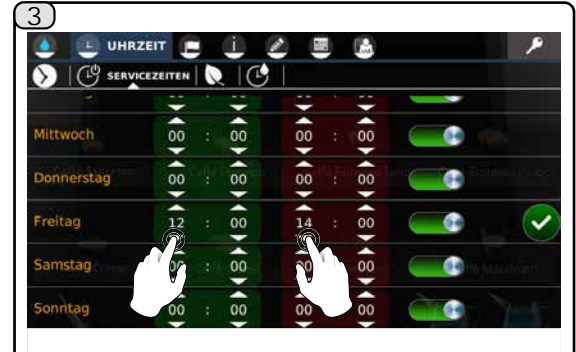 3
UHRZEIT
SERVICEZEITEN
Mittwoch 00 : 00 00 : 00
Donnerstag 00 : 00 00 : 00
Freitag 12 : 00 14 : 00
Samstag : 00 : 00
Sonntag 00 : 00 00 : 00